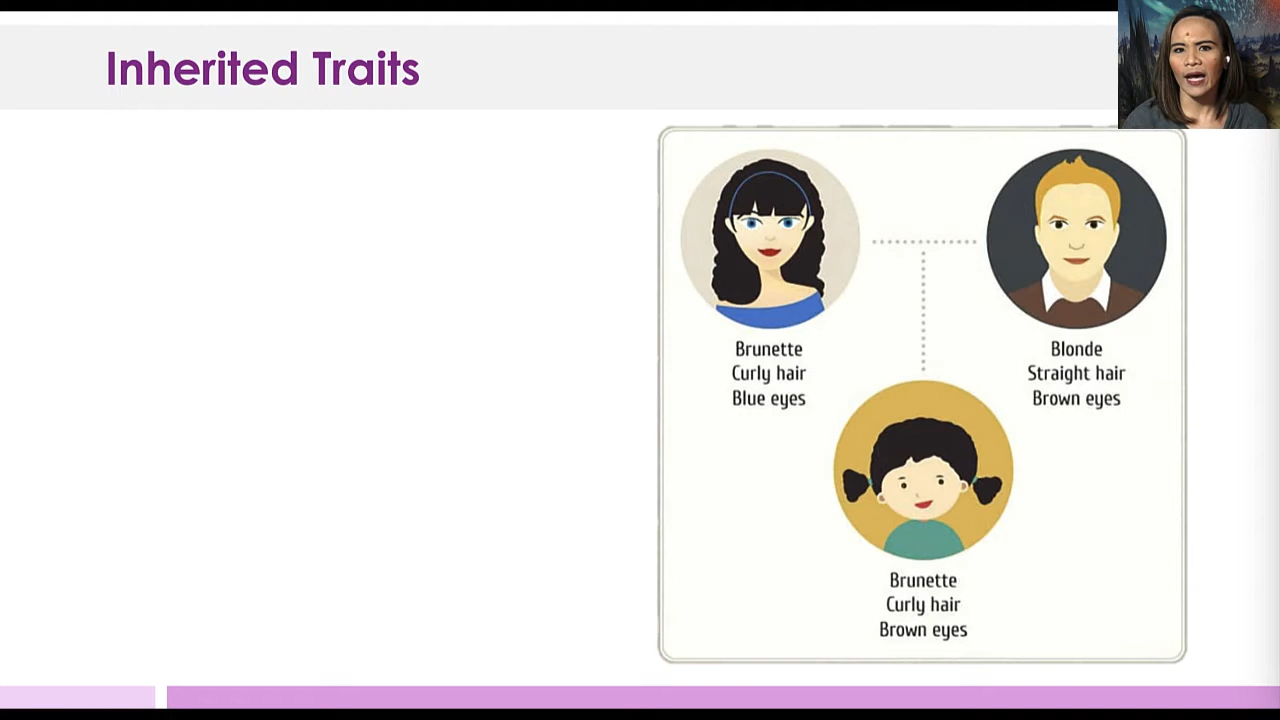 Inherited Traits
Brunette
Curly hair
Blue eyes
Blonde
Straight hair
Brown eyes
Brunette
Curly hair
Brown eyes